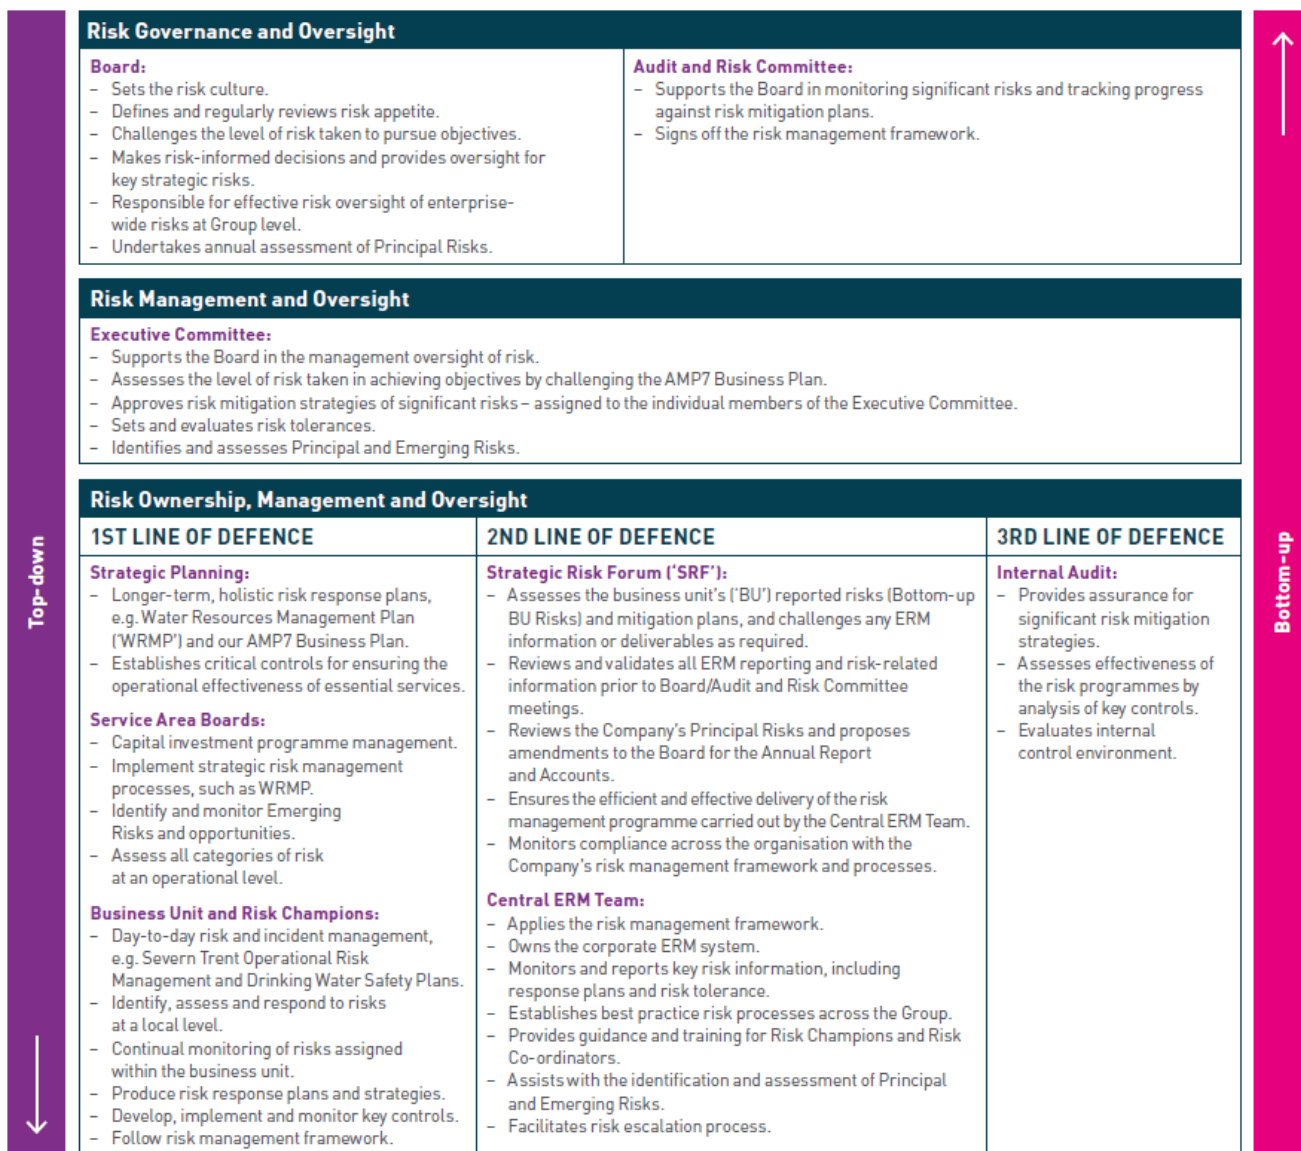 Risk Governance and Oversight
Board:
– Sets the risk culture.
– Defines and regularly reviews risk appetite.
– Challenges the level of risk taken to pursue objectives.
– Makes risk-informed decisions and provides oversight for
key strategic risks.
– Responsible for effective risk oversight of enterprise-
wide risks at Group level.
– Undertakes annual assessment of Principal Risks.
Audit and Risk Committee:
– Supports the Board in monitoring significant risks and tracking progress
against risk mitigation plans.
– Signs off the risk management framework.
Risk Management and Oversight
Executive Committee:
– Supports the Board in the management oversight of risk.
– Assesses the level of risk taken in achieving objectives by challenging the AMP7 Business Plan.
– Approves risk mitigation strategies of significant risks – assigned to the individual members of the Executive Committee.
– Sets and evaluates risk tolerances.
– Identifies and assesses Principal and Emerging Risks.
Risk Ownership, Management and Oversight
1ST LINE OF DEFENCE
Strategic Planning:
– Longer-term, holistic risk response plans,
e.g. Water Resources Management Plan
('WRMP') and our AMP7 Business Plan.
– Establishes critical controls for ensuring the
operational effectiveness of essential services.
Service Area Boards:
– Capital investment programme management.
– Implement strategic risk management
processes, such as WRMP.
– Identify and monitor Emerging
Risks and opportunities.
– Assess all categories of risk
at an operational level.
Business Unit and Risk Champions:
– Day-to-day risk and incident management,
e.g. Severn Trent Operational Risk
Management and Drinking Water Safety Plans.
– Identify, assess and respond to risks
at a local level.
– Continual monitoring of risks assigned
within the business unit.
– Produce risk response plans and strategies.
– Develop, implement and monitor key controls.
– Follow risk management framework.
2ND LINE OF DEFENCE
Strategic Risk Forum ('SRF'):
– Assesses the business unit's ('BU') reported risks (Bottom-up
BU Risks) and mitigation plans, and challenges any ERM
information or deliverables as required.
– Reviews and validates all ERM reporting and risk-related
information prior to Board/Audit and Risk Committee
meetings.
– Reviews the Company's Principal Risks and proposes
amendments to the Board for the Annual Report
and Accounts.
– Ensures the efficient and effective delivery of the risk
management programme carried out by the Central ERM Team.
– Monitors compliance across the organisation with the
Company's risk management framework and processes.
Central ERM Team:
– Applies the risk management framework.
– Owns the corporate ERM system.
– Monitors and reports key risk information, including
response plans and risk tolerance.
– Establishes best practice risk processes across the Group.
– Provides guidance and training for Risk Champions and Risk
Co-ordinators.
– Assists with the identification and assessment of Principal
and Emerging Risks.
– Facilitates risk escalation process.
3RD LINE OF DEFENCE
Internal Audit:
– Provides assurance for
significant risk mitigation
strategies.
– Assesses effectiveness of
the risk programmes by
analysis of key controls.
– Evaluates internal
control environment.
Top-down
Bottom-up